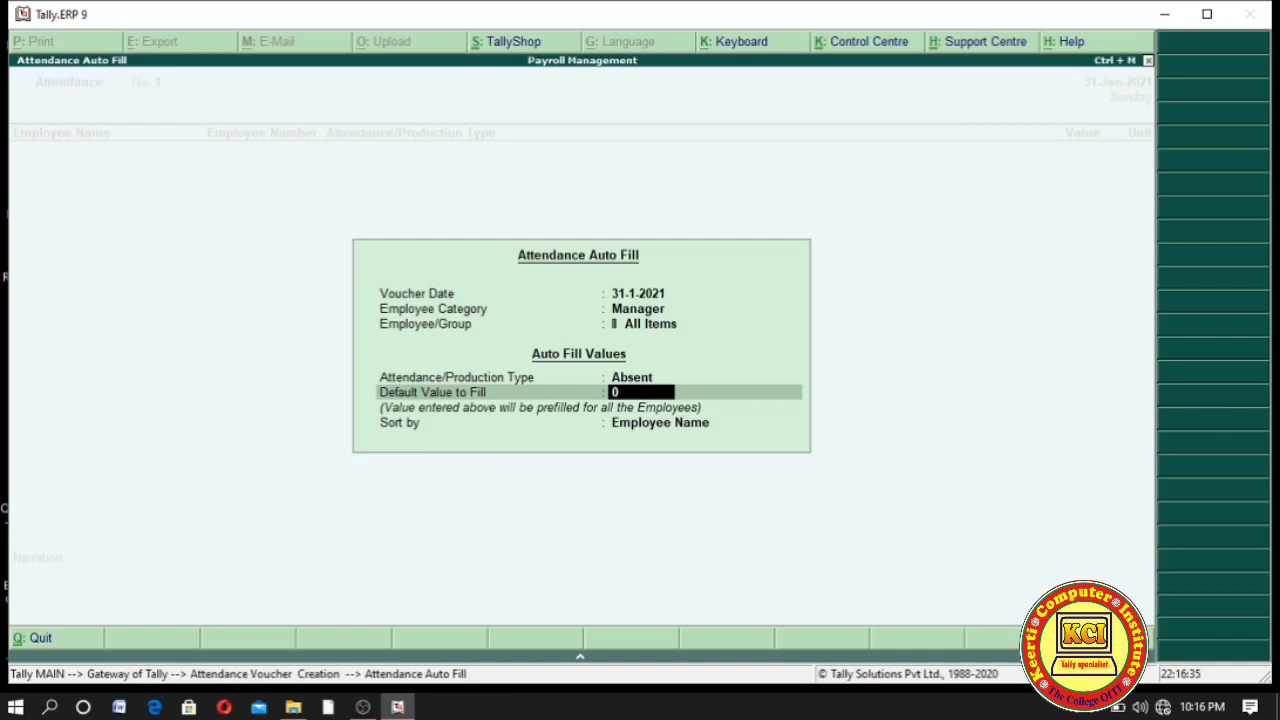 Tally.ERP 9
P: Print E: Export M: E-Mail O: Upload S: TallyShop G: Language K: Keyboard K: Control Centre H: Support Centre H: Help
Attendance Auto Fill Payroll Management Ctrl + M
Attendance No. 1 31-Jan-2021
Sunday
Employee Name Employee Number Attendance/Production Type Value Unit
Attendance Auto Fill
Voucher Date : 31-1-2021
Employee Category : Manager
Employee/Group : All Items
Auto Fill Values
Attendance/Production Type : Absent
Default Value to Fill : 0
(Value entered above will be prefilled for all the Employees)
Sort by : Employee Name
Narration
Q: Quit
Keerti Computer Institute
KCI
Tally specialist
The College Of IT
Tally MAIN --> Gateway of Tally --> Attendance Voucher Creation --> Attendance Auto Fill © Tally Solutions Pvt Ltd., 1988-2020 22:16:35
10:16 PM